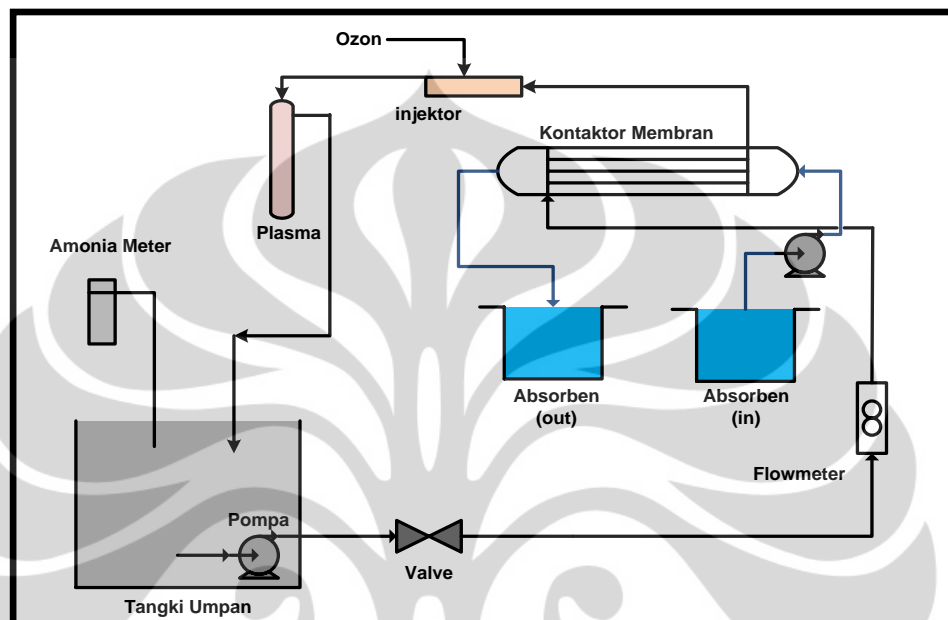 Ozon
injektor
Kontaktor Membran
Plasma
Amonia Meter
Absorben
(out)
Absorben
(in)
Flowmeter
Pompa
Valve
Tangki Umpan